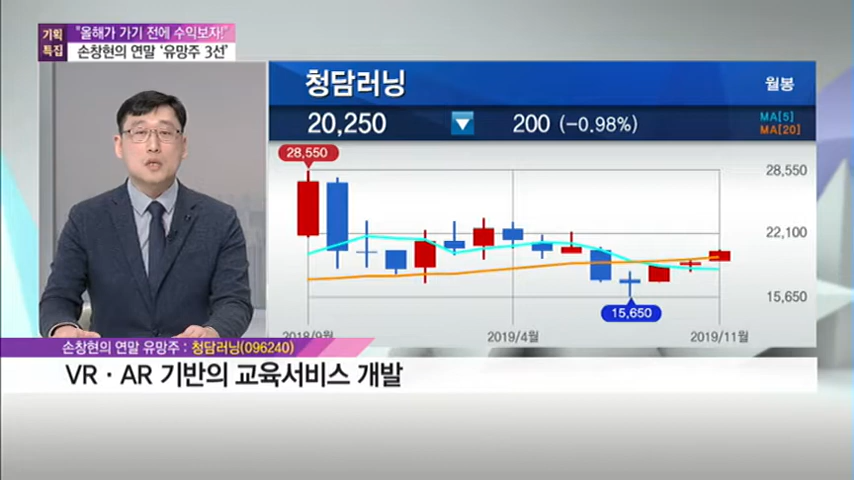 기획
특집
"올해가 가기 전에 수익보자!"
손창현의 연말 '유망주 3선'
청담러닝
월봉
20,250 ▼ 200 (-0.98%)
MA[5]
MA[20]
28,550
28,550
22,100
15,650
15,650
2018/9월
2019/4월
2019/11월
손창현의 연말 유망주 : 청담러닝(096240)
VR · AR 기반의 교육서비스 개발